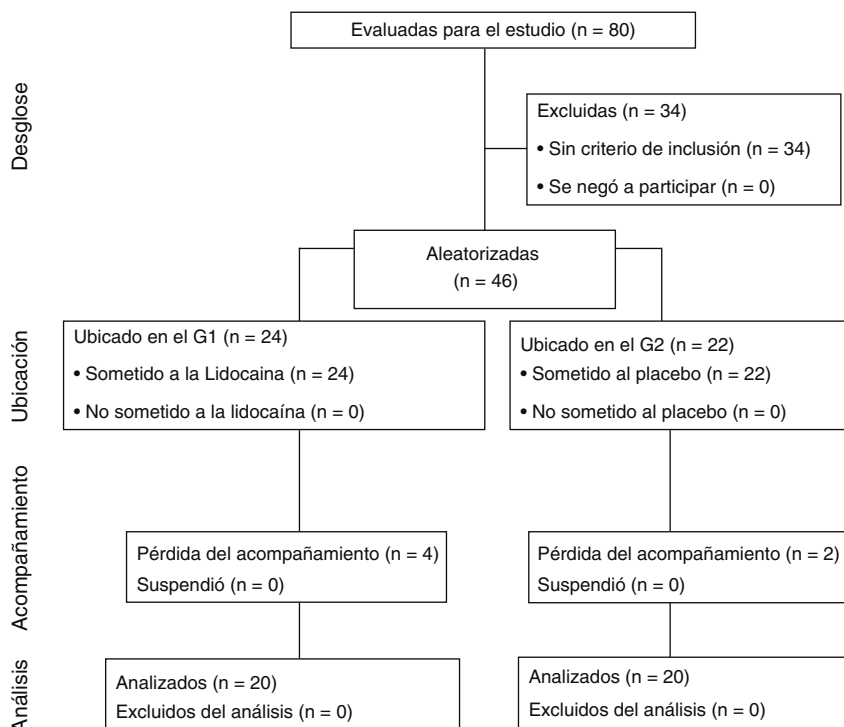 Evaluadas para el estudio (n = 80)
Desglose
Excluidas (n = 34)
• Sin criterio de inclusión (n = 34)
• Se negó a participar (n = 0)
Aleatorizadas
(n = 46)
Ubicación
Ubicado en el G1 (n = 24)
• Sometido a la Lidocaina (n = 24)
• No sometido a la lidocaína (n = 0)
Ubicado en el G2 (n = 22)
• Sometido al placebo (n = 22)
• No sometido al placebo (n = 0)
Acompañamiento
Pérdida del acompañamiento (n = 4)
Suspendió (n = 0)
Pérdida del acompañamiento (n = 2)
Suspendió (n = 0)
Análisis
Analizados (n = 20)
Excluidos del análisis (n = 0)
Analizados (n = 20)
Excluidos del análisis (n = 0)